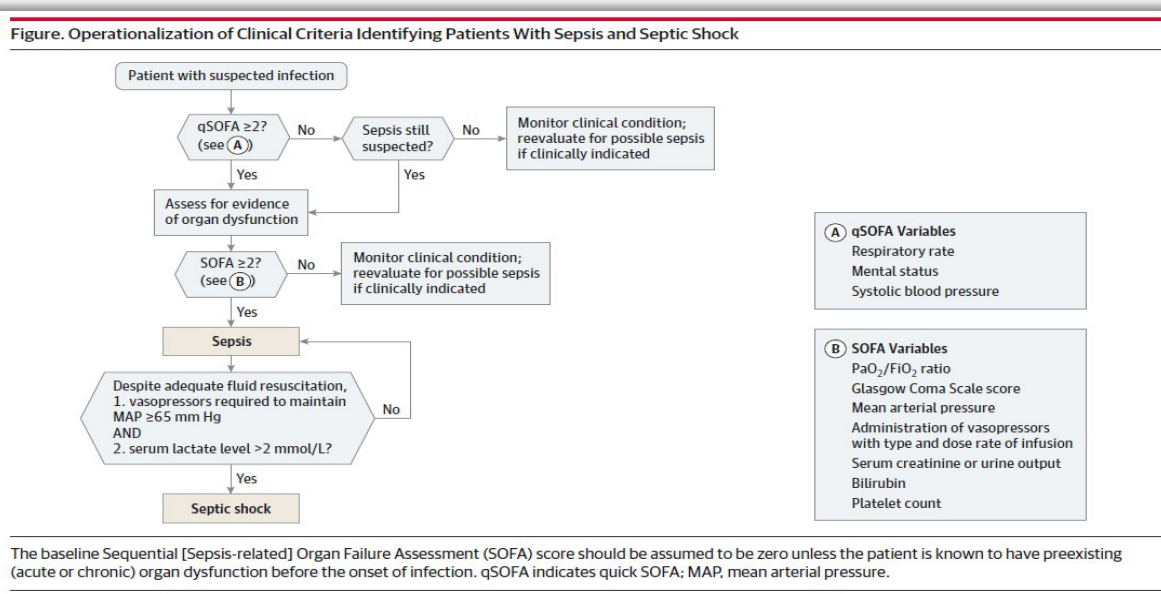 Figure. Operationalization of Clinical Criteria Identifying Patients With Sepsis and Septic Shock
Patient with suspected infection
qSOFA ≥2?
(see A)
No
Sepsis still
suspected?
No
Monitor clinical condition;
reevaluate for possible sepsis
if clinically indicated
Yes
Yes
Assess for evidence
of organ dysfunction
SOFA ≥2?
(see B)
No
Monitor clinical condition;
reevaluate for possible sepsis
if clinically indicated
Yes
Sepsis
Despite adequate fluid resuscitation,
1. vasopressors required to maintain
MAP ≥65 mm Hg
AND
2. serum lactate level >2 mmol/L?
No
Yes
Septic shock
A qSOFA Variables
Respiratory rate
Mental status
Systolic blood pressure
B SOFA Variables
PaO₂/FiO₂ ratio
Glasgow Coma Scale score
Mean arterial pressure
Administration of vasopressors
with type and dose rate of infusion
Serum creatinine or urine output
Bilirubin
Platelet count
The baseline Sequential [Sepsis-related] Organ Failure Assessment (SOFA) score should be assumed to be zero unless the patient is known to have preexisting
(acute or chronic) organ dysfunction before the onset of infection. qSOFA indicates quick SOFA; MAP, mean arterial pressure.